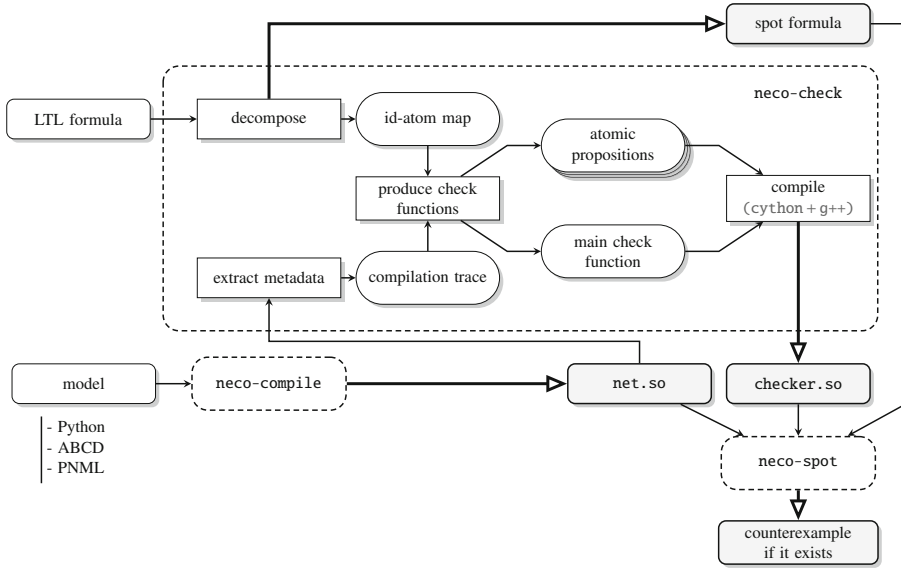 spot formula
neco-check
LTL formula
decompose
id-atom map
atomic
propositions
produce check
functions
compile
(cython + g++)
main check
function
extract metadata
compilation trace
model
neco-compile
net.so
checker.so
- Python
- ABCD
- PNML
neco-spot
counterexample
if it exists